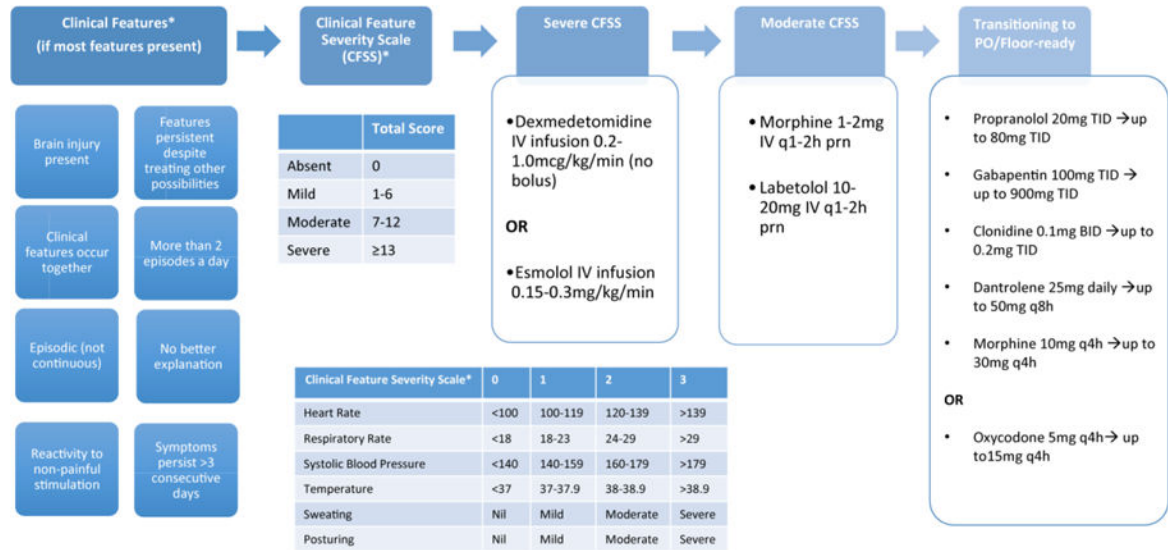 Clinical Features*
(if most features present)
Clinical Feature
Severity Scale
(CFSS)*
Severe CFSS
Moderate CFSS
Transitioning to
PO/Floor-ready
Brain injury
present
Features
persistent
despite
treating other
possibilities
Clinical
features occur
together
More than 2
episodes a day
Episodic (not
continuous)
No better
explanation
Reactivity to
non-painful
stimulation
Symptoms
persist >3
consecutive
days
Total Score
Absent 0
Mild 1-6
Moderate 7-12
Severe ≥13
•Dexmedetomidine
IV infusion 0.2-
1.0mcg/kg/min (no
bolus)
OR
•Esmolol IV infusion
0.15-0.3mg/kg/min
• Morphine 1-2mg
IV q1-2h prn
• Labetolol 10-
20mg IV q1-2h
prn
• Propranolol 20mg TID →up
to 80mg TID
• Gabapentin 100mg TID →
up to 900mg TID
• Clonidine 0.1mg BID →up to
0.2mg TID
• Dantrolene 25mg daily →up
to 50mg q8h
• Morphine 10mg q4h →up to
30mg q4h
OR
• Oxycodone 5mg q4h→ up
to15mg q4h
Clinical Feature Severity Scale* 0 1 2 3
Heart Rate <100 100-119 120-139 >139
Respiratory Rate <18 18-23 24-29 >29
Systolic Blood Pressure <140 140-159 160-179 >179
Temperature <37 37-37.9 38-38.9 >38.9
Sweating Nil Mild Moderate Severe
Posturing Nil Mild Moderate Severe